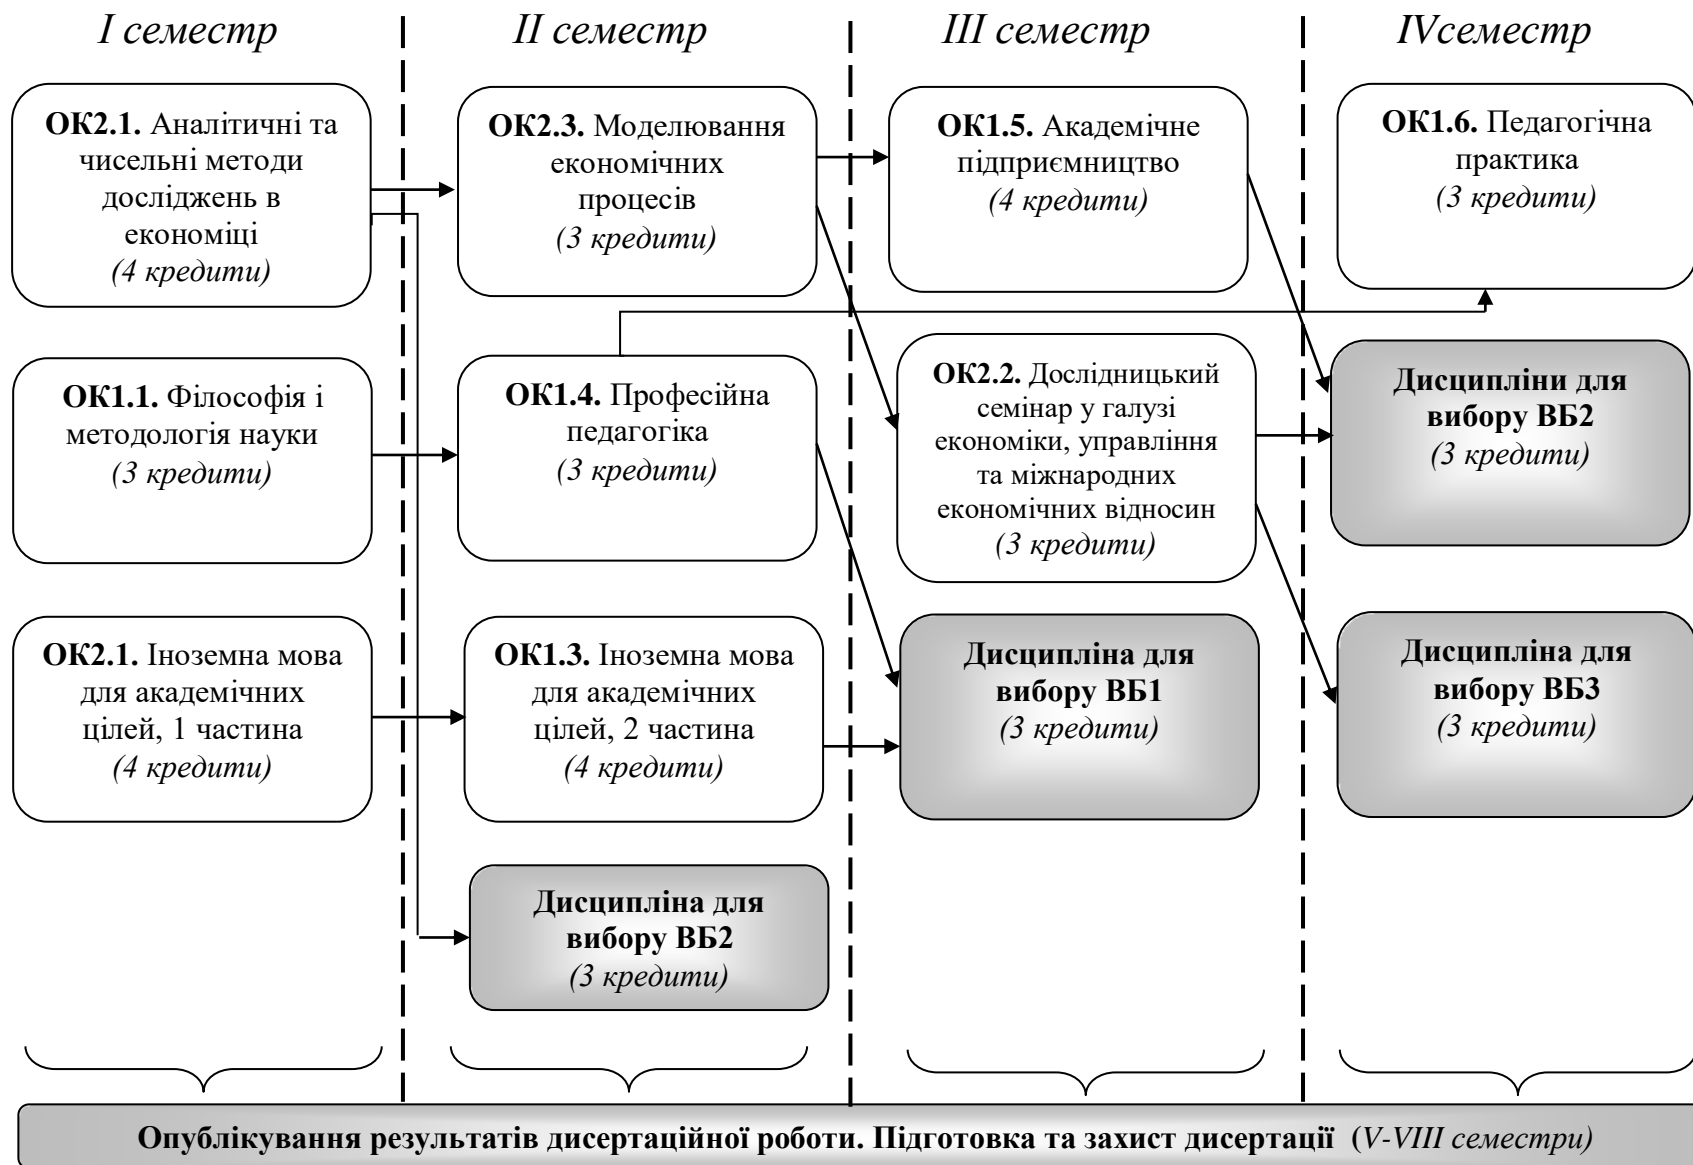 I семестр
II семестр
III семестр
IVсеместр
ОК2.1. Аналітичні та
чисельні методи
досліджень в
економіці
(4 кредити)
ОК2.3. Моделювання
економічних
процесів
(3 кредити)
ОК1.5. Академічне
підприємництво
(4 кредити)
ОК1.6. Педагогічна
практика
(3 кредити)
ОК1.1. Філософія і
методологія науки
(3 кредити)
ОК1.4. Професійна
педагогіка
(3 кредити)
ОК2.2. Дослідницький
семінар у галузі
економіки, управління
та міжнародних
економічних відносин
(3 кредити)
Дисципліни для
вибору ВБ2
(3 кредити)
ОК2.1. Іноземна мова
для академічних
цілей, 1 частина
(4 кредити)
ОК1.3. Іноземна мова
для академічних
цілей, 2 частина
(4 кредити)
Дисципліна для
вибору ВБ1
(3 кредити)
Дисципліна для
вибору ВБ3
(3 кредити)
Дисципліна для
вибору ВБ2
(3 кредити)
Опублікування результатів дисертаційної роботи. Підготовка та захист дисертації (V-VIII семестри)